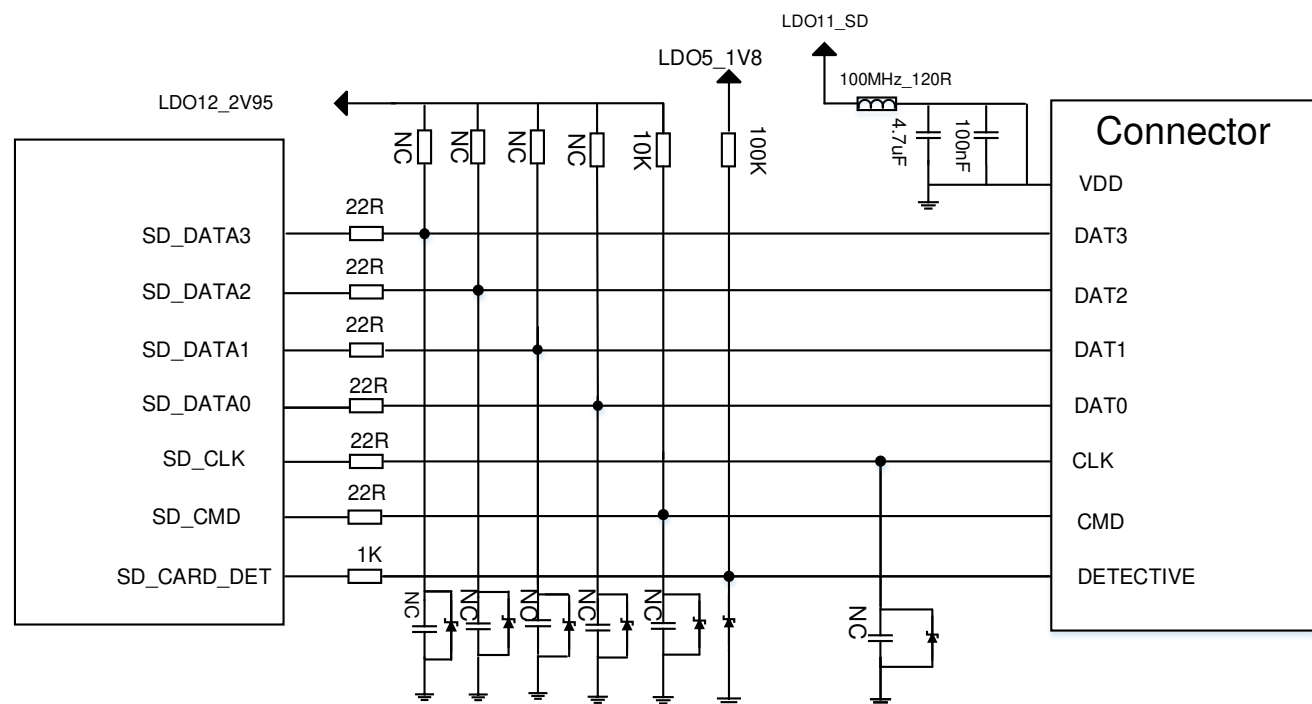 LDO11_SD
LDO5_1V8
100MHz_120R
LDO12_2V95
NC
NC
NC
NC
10K
100K
4.7uF
100nF
Connector
VDD
22R
SD_DATA3
DAT3
22R
SD_DATA2
DAT2
22R
SD_DATA1
DAT1
22R
SD_DATA0
DAT0
22R
SD_CLK
CLK
22R
SD_CMD
CMD
1K
SD_CARD_DET
DETECTIVE
NC
NC
NC
NC
NC
NC